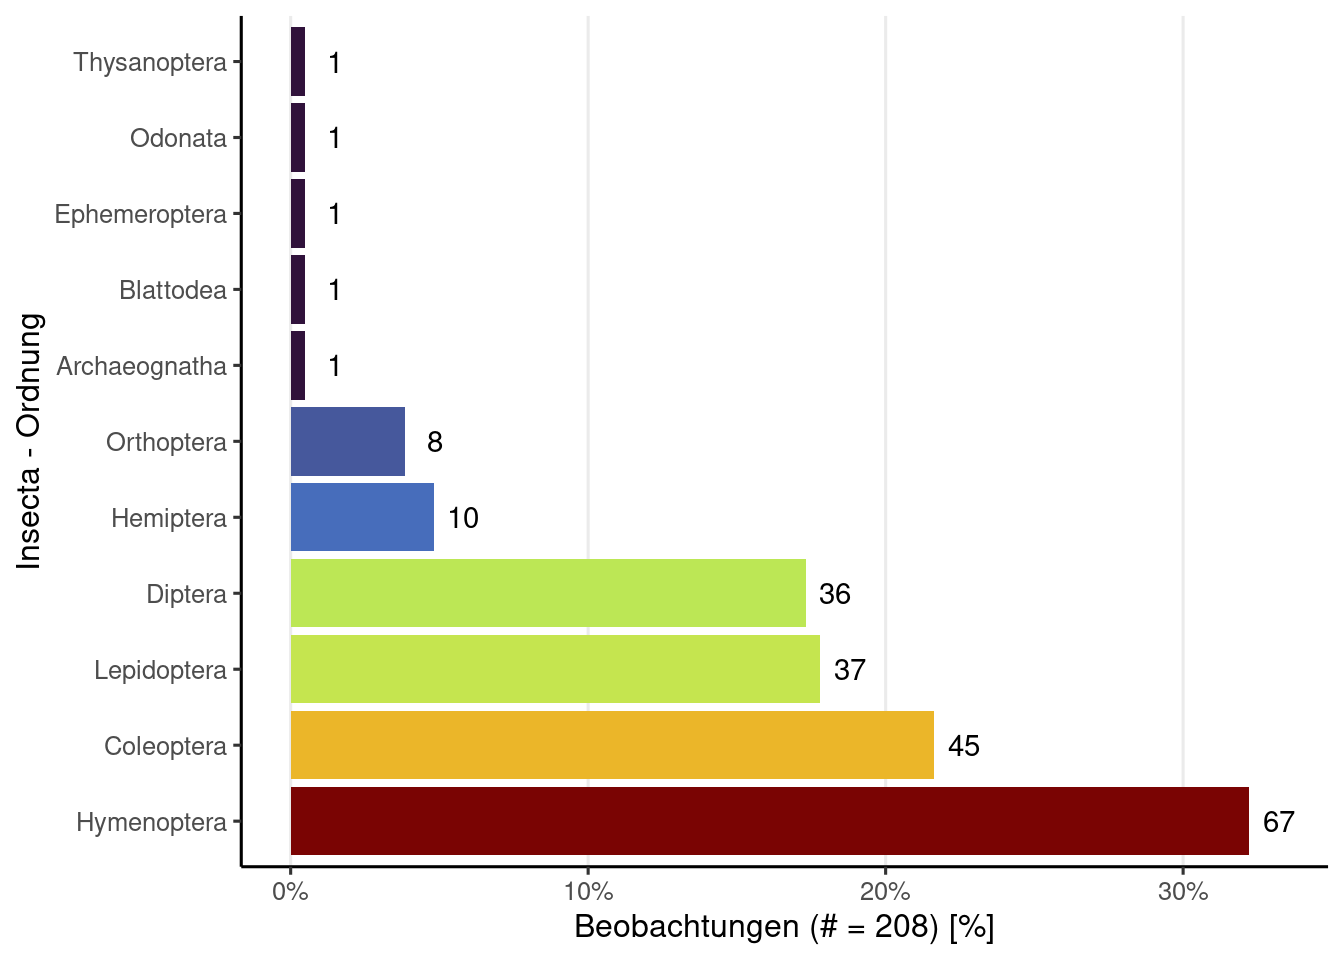 Insecta - Ordnung
Thysanoptera 1
Odonata 1
Ephemeroptera 1
Blattodea 1
Archaeognatha 1
Orthoptera 8
Hemiptera 10
Diptera 36
Lepidoptera 37
Coleoptera 45
Hymenoptera 67
0% 10% 20% 30%
Beobachtungen (# = 208) [%]